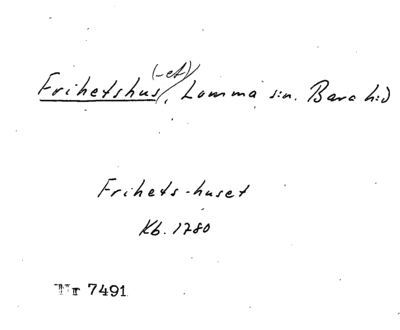 Frihetshus(-et), Lomma sn. Bara hd
Frihets-huset
Kb. 1780
Nr 7491